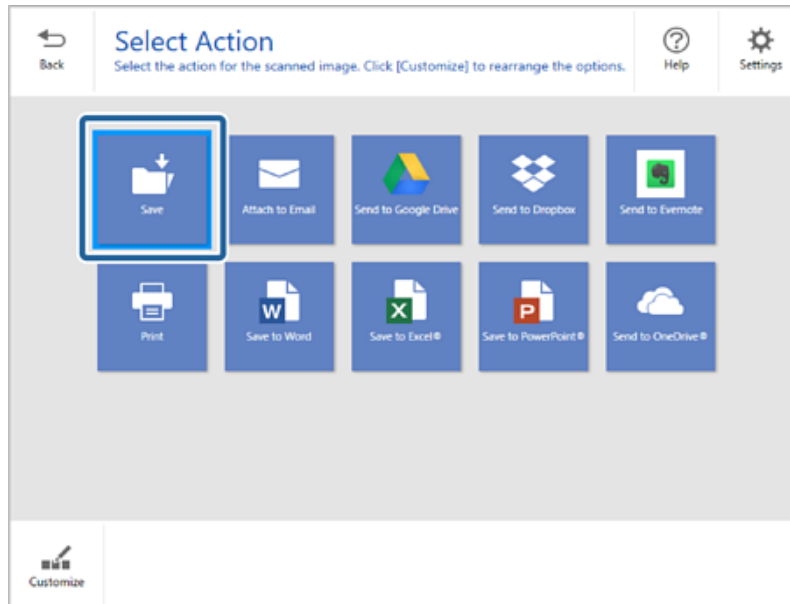 Back
Select Action
Select the action for the scanned image. Click [Customize] to rearrange the options.
Help
Settings
Save
Attach to Email
Send to Google Drive
Send to Dropbox
Send to Evernote
Print
W
Save to Word
X
Save to Excel®
P
Save to PowerPoint®
Send to OneDrive®
Customize